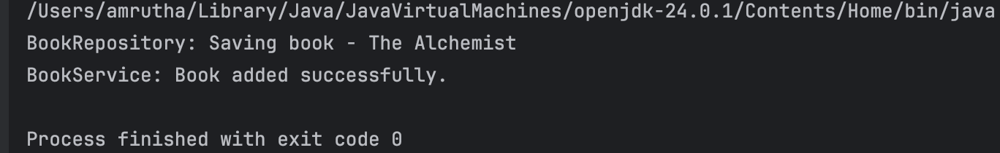 /Users/amrutha/Library/Java/JavaVirtualMachines/openjdk-24.0.1/Contents/Home/bin/java
BookRepository: Saving book - The Alchemist
BookService: Book added successfully.
Process finished with exit code 0